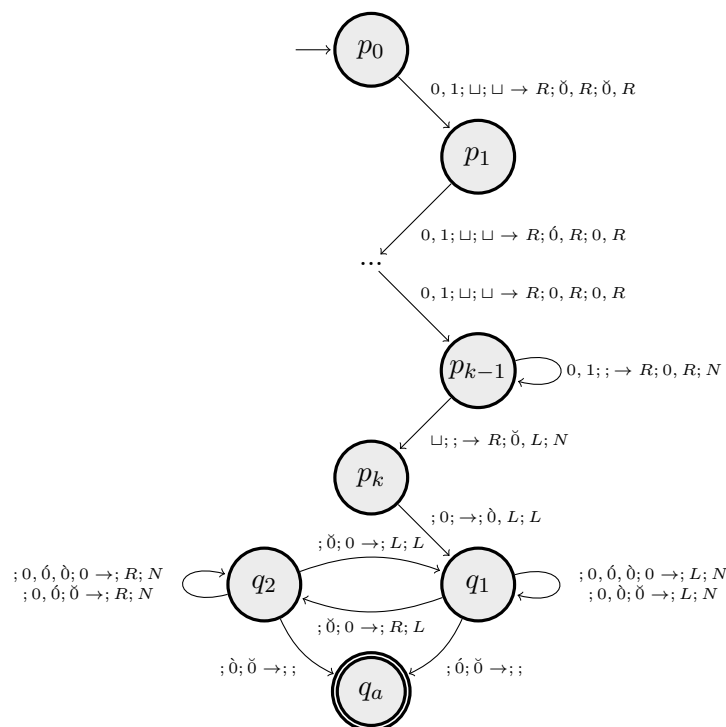 p₀
0, 1; ⊔; ⊔ → R; ŏ, R; ŏ, R
p₁
0, 1; ⊔; ⊔ → R; ó, R; 0, R
...
0, 1; ⊔; ⊔ → R; 0, R; 0, R
pₖ₋₁
0, 1; ; → R; 0, R; N
⊔; ; → R; ŏ, L; N
pₖ
; 0; →; ò, L; L
; ŏ; 0 →; L; L
; 0, ó, ò; 0 →; R; N
; 0, ó; ŏ →; R; N
q₂
q₁
; 0, ó, ò; 0 →; L; N
; 0, ò; ŏ →; L; N
; ŏ; 0 →; R; L
; ò; ŏ →; ;
; ó; ŏ →; ;
qₐ